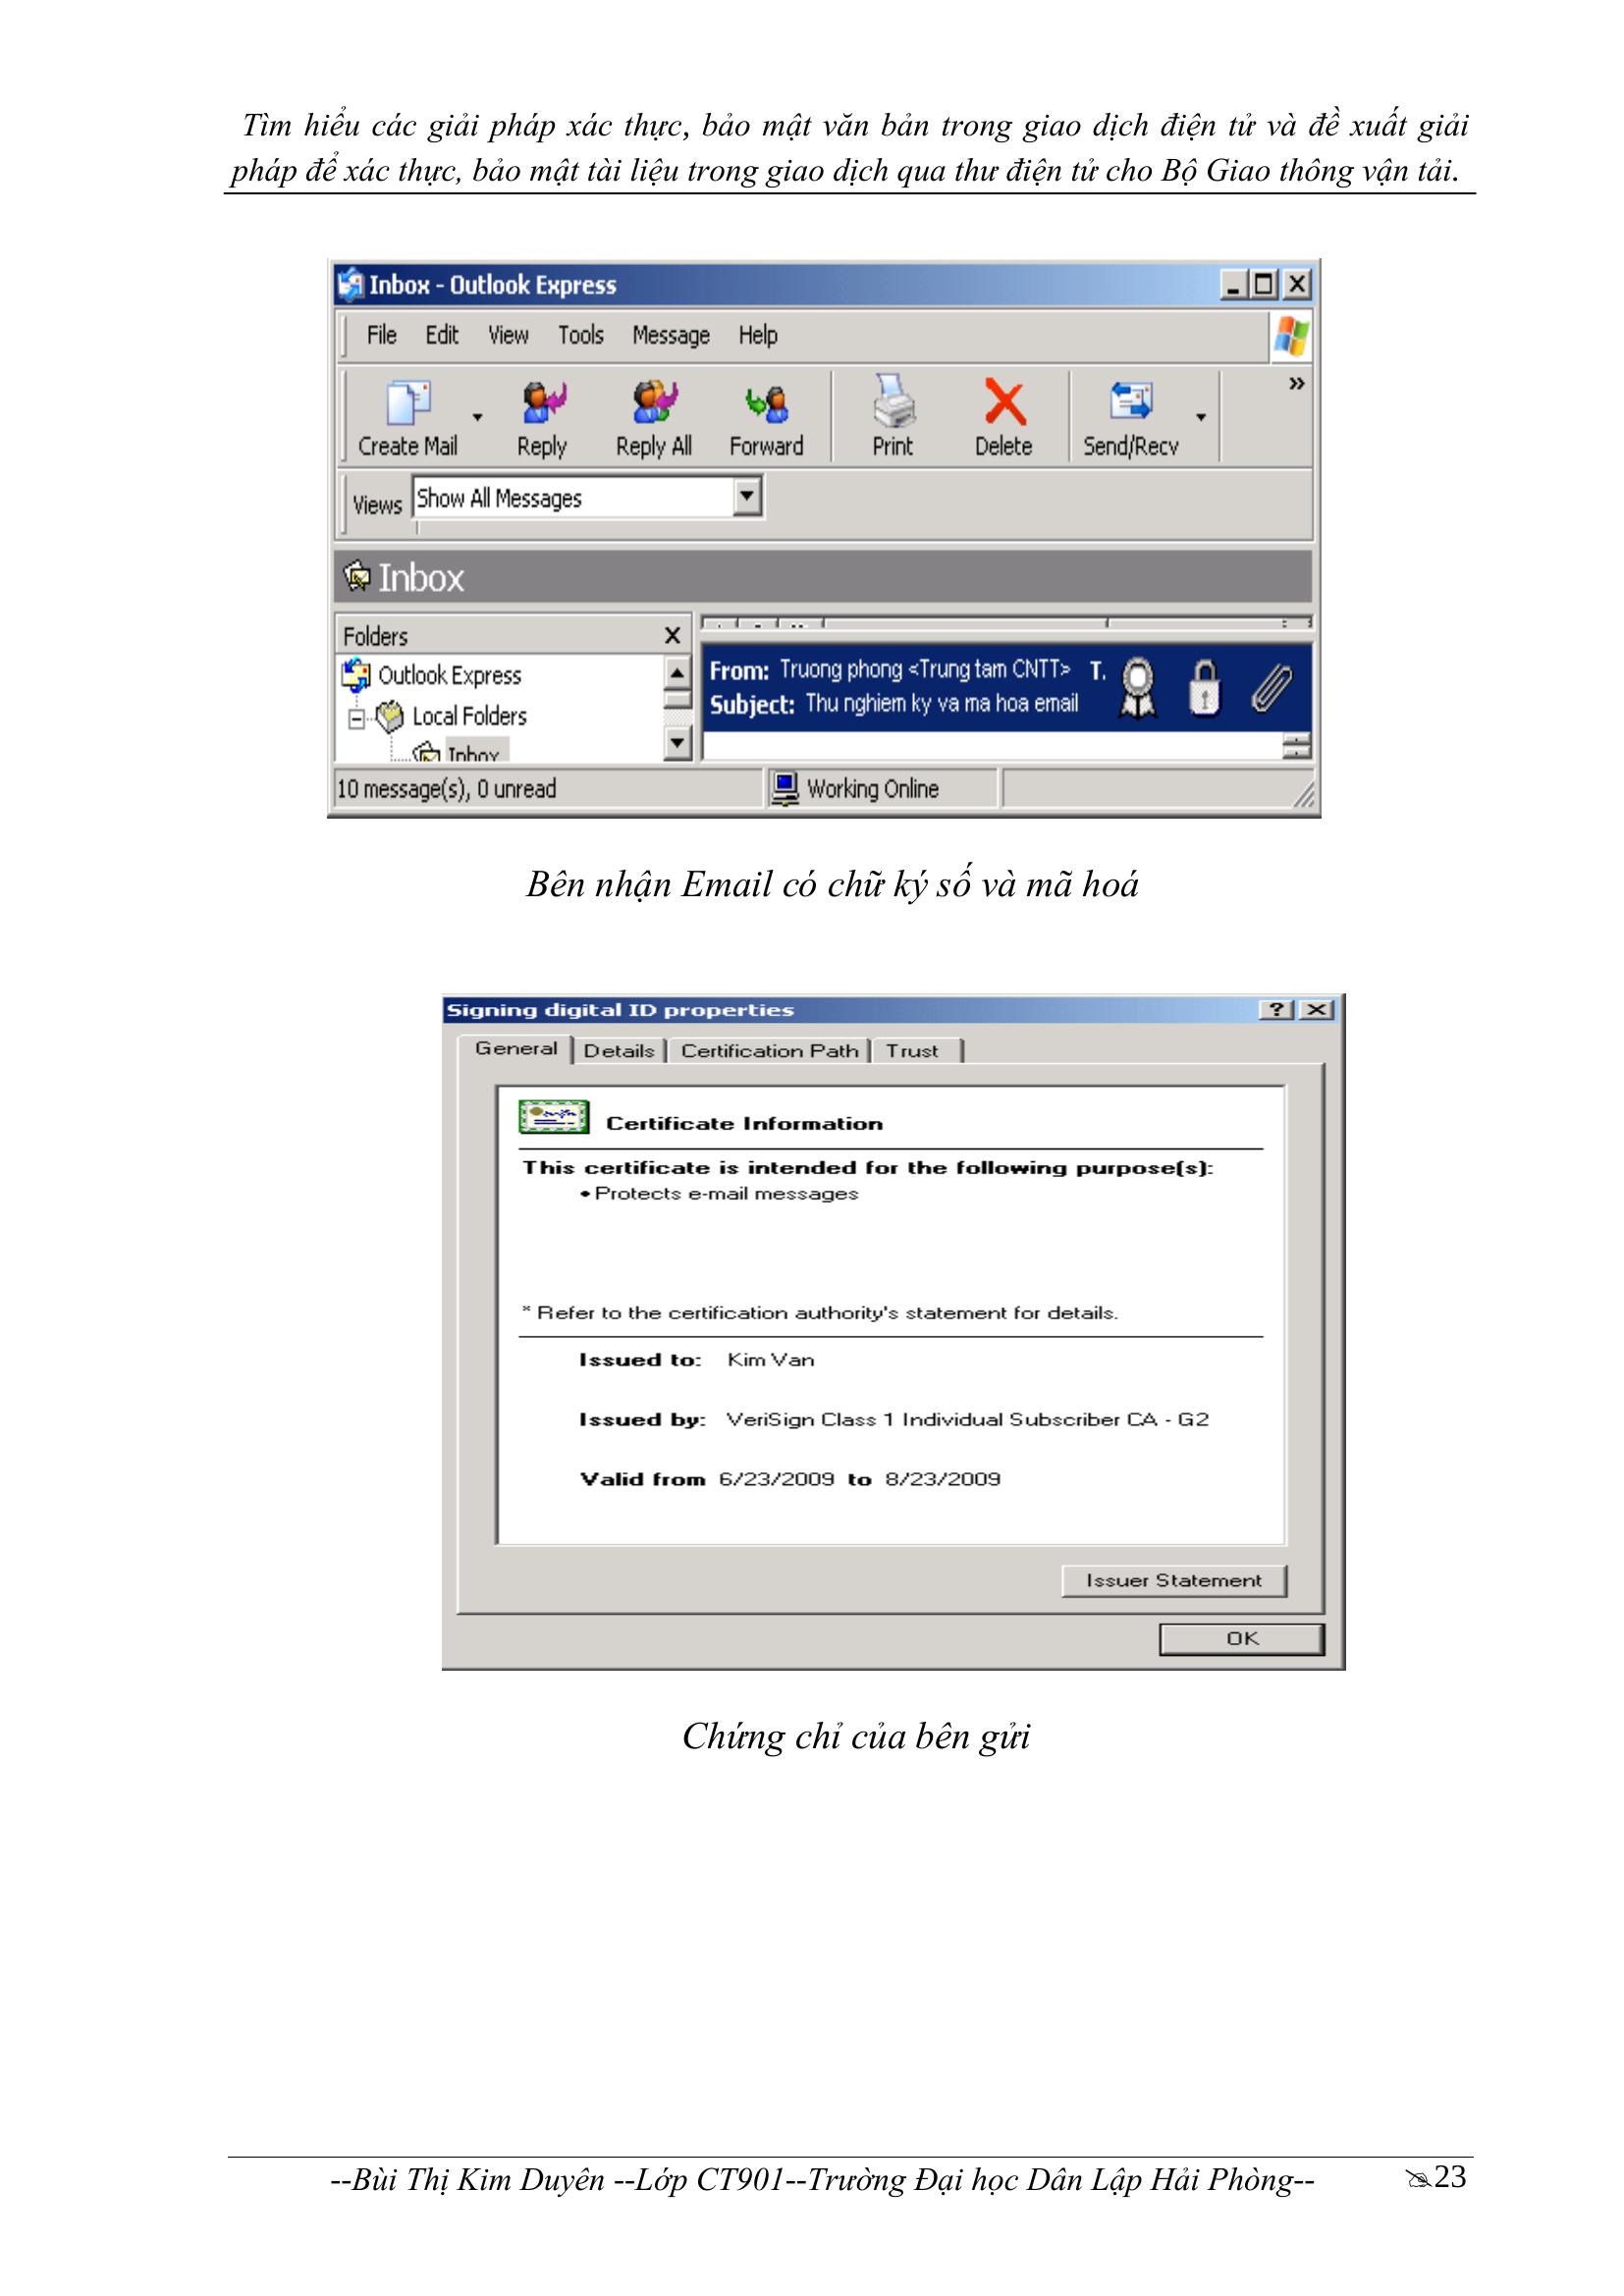 Tìm hiểu các giải pháp xác thực, bảo mật văn bản trong giao dịch điện tử và đề xuất giải
pháp để xác thực, bảo mật tài liệu trong giao dịch qua thư điện tử cho Bộ Giao thông vận tải.
Inbox - Outlook Express
File Edit View Tools Message Help
Create Mail Reply Reply All Forward Print Delete Send/Recv
Views Show All Messages
Inbox
Folders
Outlook Express
Local Folders
Inbox
From: Truong phong <Trung tam CNTT> T.
Subject: Thu nghiem ky va ma hoa email
10 message(s), 0 unread Working Online
Bên nhận Email có chữ ký số và mã hoá
Signing digital ID properties
General Details Certification Path Trust
Certificate Information
This certificate is intended for the following purpose(s):
• Protects e-mail messages
* Refer to the certification authority's statement for details.
Issued to: Kim Van
Issued by: VeriSign Class 1 Individual Subscriber CA - G2
Valid from 6/23/2009 to 8/23/2009
Issuer Statement
OK
Chứng chỉ của bên gửi
--Bùi Thị Kim Duyên --Lớp CT901--Trường Đại học Dân Lập Hải Phòng-- 23